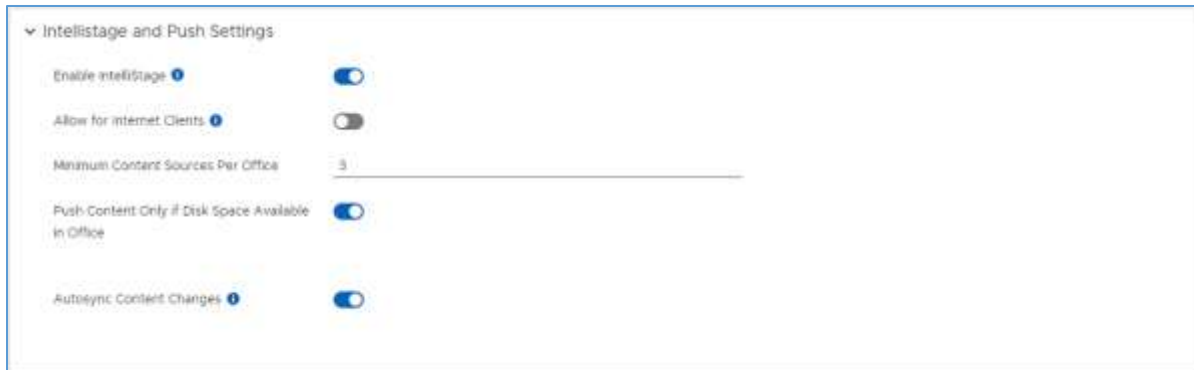 Intellistage and Push Settings
Enable IntelliStage
Allow for Internet Clients
Minimum Content Sources Per Office
3
Push Content Only if Disk Space Available
in Office
Autosync Content Changes